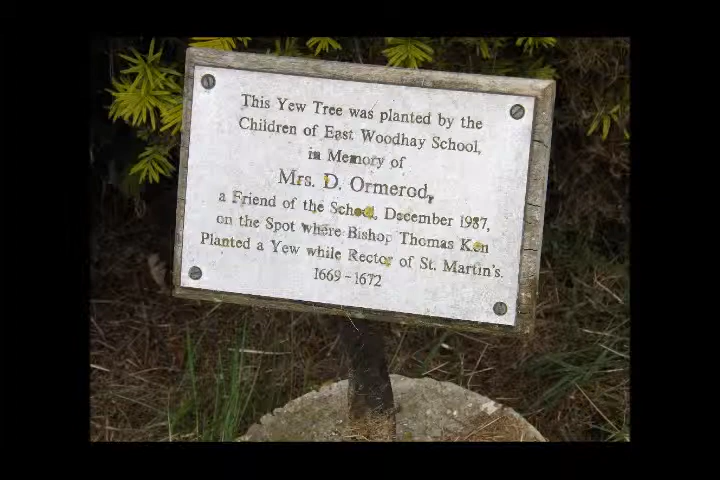 This Yew Tree was planted by the
Children of East Woodhay School,
in Memory of
Mrs. D. Ormerod,
a Friend of the School, December 1987,
on the Spot where Bishop Thomas Ken
Planted a Yew while Rector of St. Martin's.
1669 - 1672